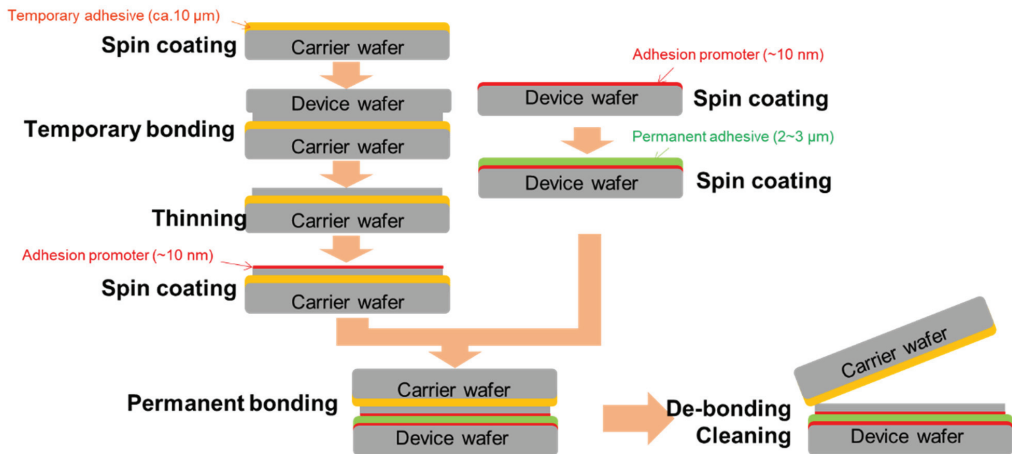 Temporary adhesive (ca.10 µm)
Spin coating
Carrier wafer
Device wafer
Temporary bonding
Carrier wafer
Thinning
Carrier wafer
Adhesion promoter (~10 nm)
Spin coating
Carrier wafer
Adhesion promoter (~10 nm)
Device wafer
Spin coating
Permanent adhesive (2~3 µm)
Device wafer
Spin coating
Permanent bonding
Carrier wafer
Device wafer
De-bonding
Cleaning
Carrier wafer
Device wafer